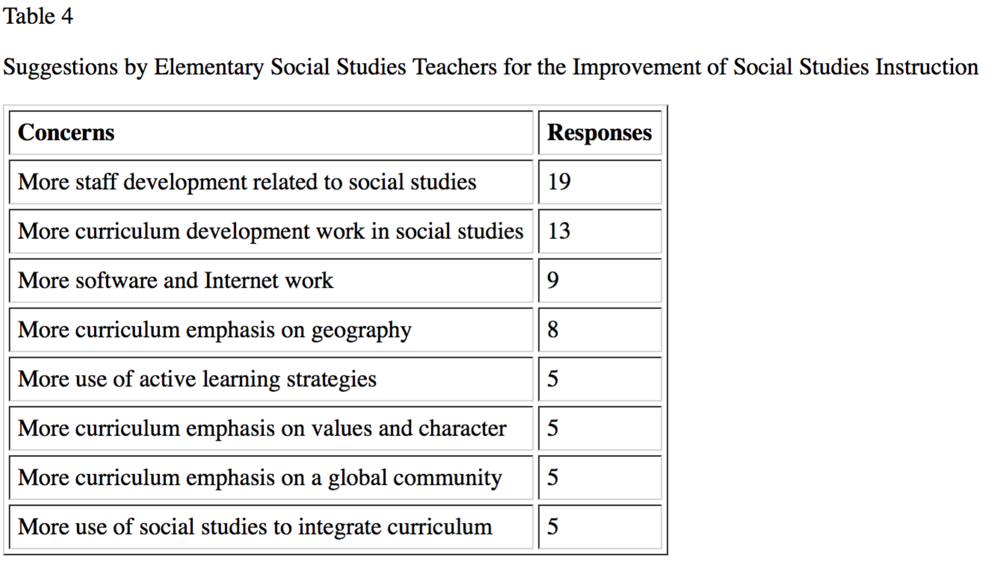 Table 4
Suggestions by Elementary Social Studies Teachers for the Improvement of Social Studies Instruction
Concerns Responses
More staff development related to social studies 19
More curriculum development work in social studies 13
More software and Internet work 9
More curriculum emphasis on geography 8
More use of active learning strategies 5
More curriculum emphasis on values and character 5
More curriculum emphasis on a global community 5
More use of social studies to integrate curriculum 5